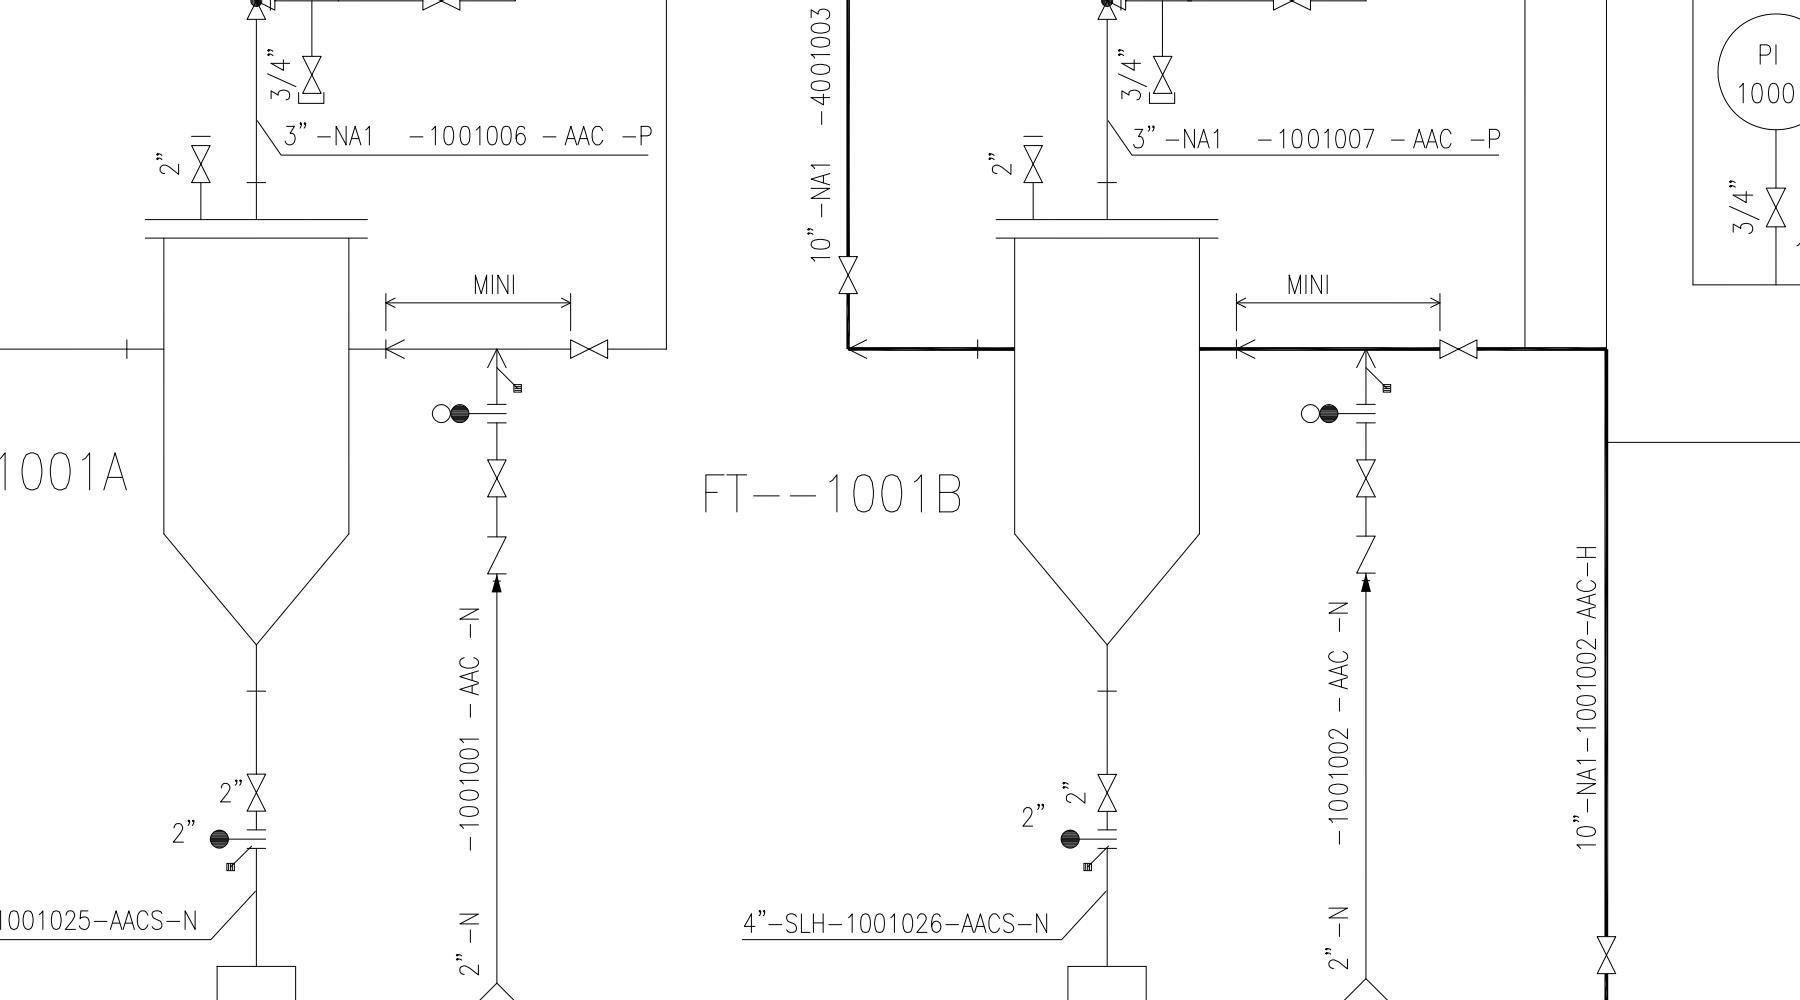 3/4"
3" -NA1 -1001006 - AAC -P
2"
MINI
1001A
2" -N -1001001 - AAC -N
2"
2"
1001025-AACS-N
10" -NA1 -4001003
3/4"
3" -NA1 -1001007 - AAC -P
2"
MINI
FT--1001B
2" -N -1001002 - AAC -N
10"-NA1-1001002-AAC-H
2"
2"
4"-SLH-1001026-AACS-N
PI
1000
3/4"